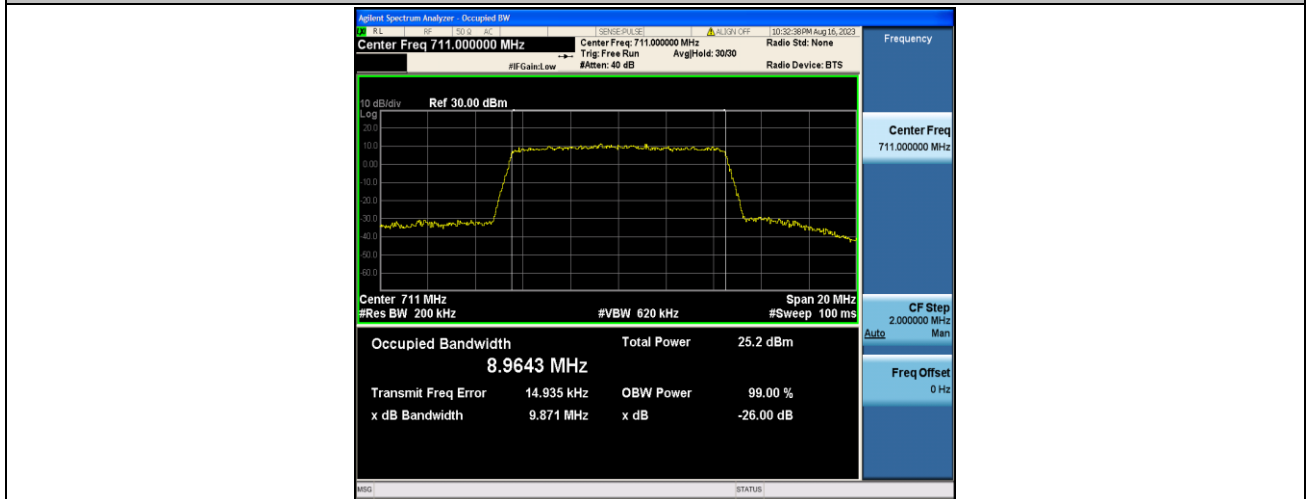 Agilent Spectrum Analyzer - Occupied BW
RL RF 50 Ω AC SENSE:PULSE ALIGN OFF 10:32:38PM Aug 16, 2023
Center Freq 711.000000 MHz
Center Freq: 711.000000 MHz Radio Std: None
Trig: Free Run Avg|Hold: 30/30
#IFGain:Low #Atten: 40 dB Radio Device: BTS
Frequency
10 dB/div Ref 30.00 dBm
Log
20.0
10.0
0.00
-10.0
-20.0
-30.0
-40.0
-50.0
-60.0
Center 711 MHz Span 20 MHz
#Res BW 200 kHz #VBW 620 kHz #Sweep 100 ms
Occupied Bandwidth Total Power 25.2 dBm
8.9643 MHz
Transmit Freq Error 14.935 kHz OBW Power 99.00 %
x dB Bandwidth 9.871 MHz x dB -26.00 dB
Center Freq
711.000000 MHz
CF Step
2.000000 MHz
Auto Man
Freq Offset
0 Hz
MSG STATUS